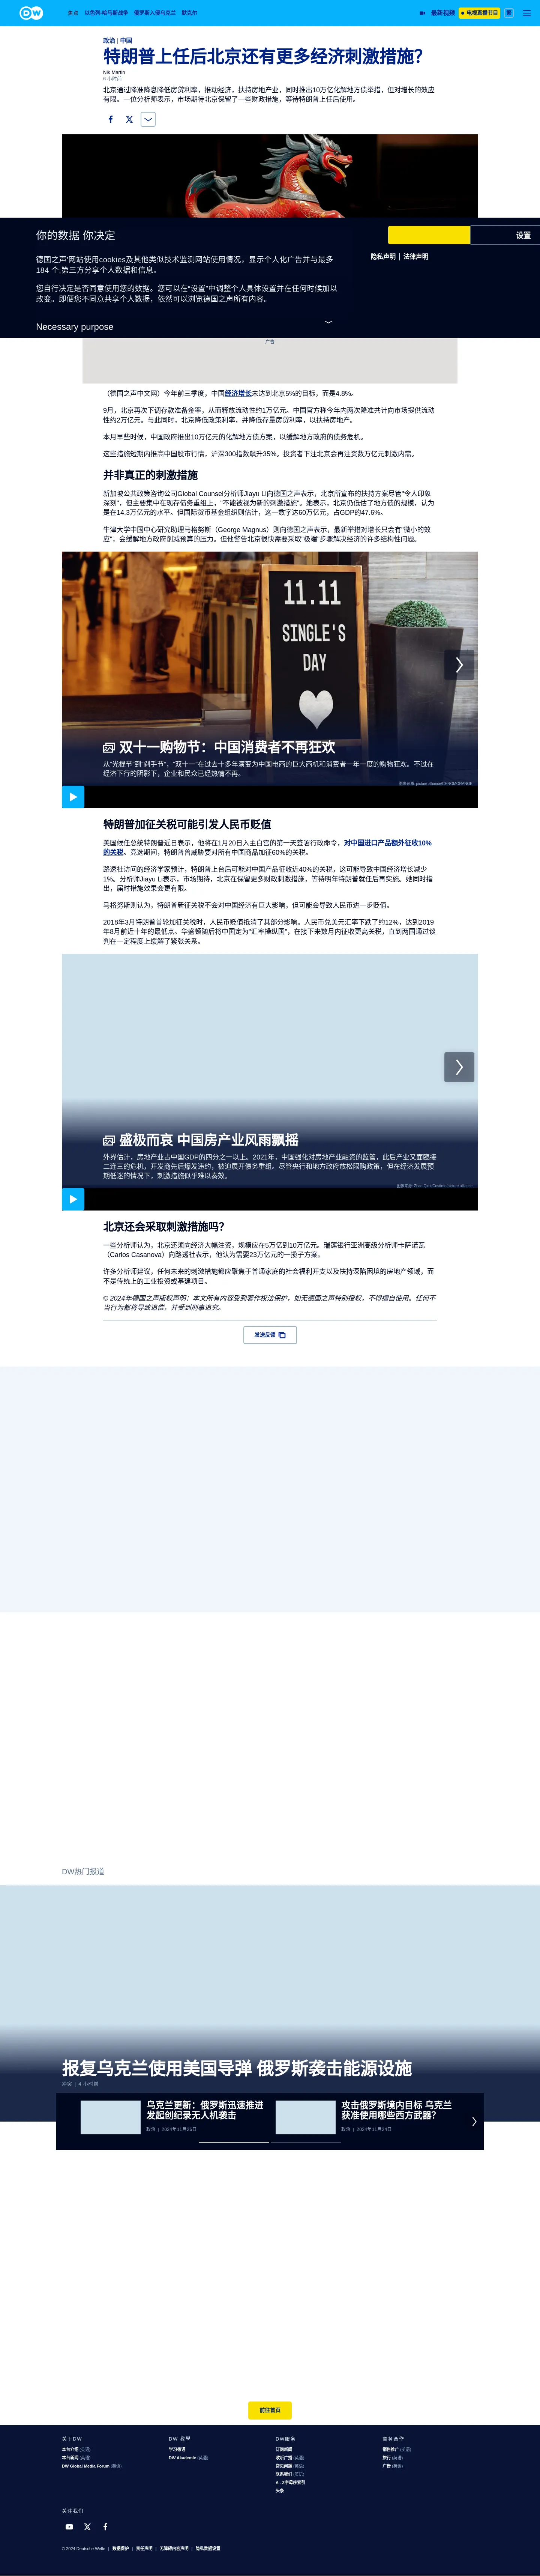 DW
焦点 以色列-哈马斯战争 俄罗斯入侵乌克兰 默克尔 最新视频 电视直播节目 繁
政治 | 中国
特朗普上任后北京还有更多经济刺激措施？
Nik Martin
6 小时前
北京通过降准降息降低房贷利率，推动经济，扶持房地产业，同时推出10万亿化解地方债举措，但对增长的效应
有限。一位分析师表示，市场期待北京保留了一些财政措施，等待特朗普上任后使用。
你的数据 你决定
德国之声'网站使用cookies及其他类似技术监测网站使用情况，显示个人化广告并与最多
184 个;第三方分享个人数据和信息。
您自行决定是否同意使用您的数据。您可以在"设置"中调整个人具体设置并在任何时候加以
改变。即便您不同意共享个人数据，依然可以浏览德国之声所有内容。
Necessary purpose
设置
隐私声明 | 法律声明
广告
（德国之声中文网）今年前三季度，中国经济增长未达到北京5%的目标，而是4.8%。
9月，北京再次下调存款准备金率，从而释放流动性约1万亿元。中国官方称今年内两次降准共计向市场提供流动
性约2万亿元。与此同时，北京降低政策利率，并降低存量房贷利率，以扶持房地产。
本月早些时候，中国政府推出10万亿元的化解地方债方案，以缓解地方政府的债务危机。
这些措施短期内推高中国股市行情，沪深300指数飙升35%。投资者下注北京会再注资数万亿元刺激内需。
并非真正的刺激措施
新加坡公共政策咨询公司Global Counsel分析师Jiayu Li向德国之声表示，北京所宣布的扶持方案尽管"令人印象
深刻"，但主要集中在现存债务重组上，"不能被视为新的刺激措施"。她表示，北京仍低估了地方债的规模，认为
是在14.3万亿元的水平。但国际货币基金组织则估计，这一数字达60万亿元，占GDP的47.6%。
牛津大学中国中心研究助理马格努斯（George Magnus）则向德国之声表示，最新举措对增长只会有"微小的效
应"，会缓解地方政府削减预算的压力。但他警告北京很快需要采取"极端"步骤解决经济的许多结构性问题。
11.11
SINGLE'S
DAY
双十一购物节：中国消费者不再狂欢
从"光棍节"到"剁手节"，"双十一"在过去十多年演变为中国电商的巨大商机和消费者一年一度的购物狂欢。不过在
经济下行的阴影下，企业和民众已经热情不再。
图像来源: picture alliance/CHROMORANGE
特朗普加征关税可能引发人民币贬值
美国候任总统特朗普近日表示，他将在1月20日入主白宫的第一天签署行政命令，对中国进口产品额外征收10%
的关税。竞选期间，特朗普曾威胁要对所有中国商品加征60%的关税。
路透社访问的经济学家预计，特朗普上台后可能对中国产品征收近40%的关税，这可能导致中国经济增长减少
1%。分析师Jiayu Li表示，市场期待，北京在保留更多财政刺激措施，等待明年特朗普就任后再实施。她同时指
出，届时措施效果会更有限。
马格努斯则认为，特朗普新征关税不会对中国经济有巨大影响，但可能会导致人民币进一步贬值。
2018年3月特朗普首轮加征关税时，人民币贬值抵消了其部分影响。人民币兑美元汇率下跌了约12%，达到2019
年8月前近十年的最低点。华盛顿随后将中国定为"汇率操纵国"，在接下来数月内征收更高关税，直到两国通过谈
判在一定程度上缓解了紧张关系。
盛极而衰 中国房产业风雨飘摇
外界估计，房地产业占中国GDP的四分之一以上。2021年，中国强化对房地产业融资的监管，此后产业又面临接
二连三的危机，开发商先后爆发违约，被迫展开债务重组。尽管央行和地方政府放松限购政策，但在经济发展预
期低迷的情况下，刺激措施似乎难以奏效。
图像来源: Zhao Qirui/Costfoto/picture alliance
北京还会采取刺激措施吗？
一些分析师认为，北京还须向经济大幅注资，规模应在5万亿到10万亿元。瑞莲银行亚洲高级分析师卡萨诺瓦
（Carlos Casanova）向路透社表示，他认为需要23万亿元的一揽子方案。
许多分析师建议，任何未来的刺激措施都应聚焦于普通家庭的社会福利开支以及扶持深陷困境的房地产领域，而
不是传统上的工业投资或基建项目。
© 2024年德国之声版权声明：本文所有内容受到著作权法保护，如无德国之声特别授权，不得擅自使用。任何不
当行为都将导致追偿，并受到刑事追究。
发送反馈
DW热门报道
报复乌克兰使用美国导弹 俄罗斯袭击能源设施
冲突 | 4 小时前
乌克兰更新：俄罗斯迅速推进
发起创纪录无人机袭击
政治 | 2024年11月26日
攻击俄罗斯境内目标 乌克兰
获准使用哪些西方武器？
政治 | 2024年11月24日
前往首页
关于DW
本台介绍 (英语)
本台新闻 (英语)
DW Global Media Forum (英语)
DW 教导
学习德语
DW Akademie (英语)
DW服务
订阅新闻
收听广播 (英语)
常见问题 (英语)
联系我们 (英语)
A - Z字母序索引
头条
商务合作
销售推广 (英语)
旅行 (英语)
广告 (英语)
关注我们
© 2024 Deutsche Welle | 数据保护 | 责任声明 | 无障碍内容声明 | 隐私数据设置